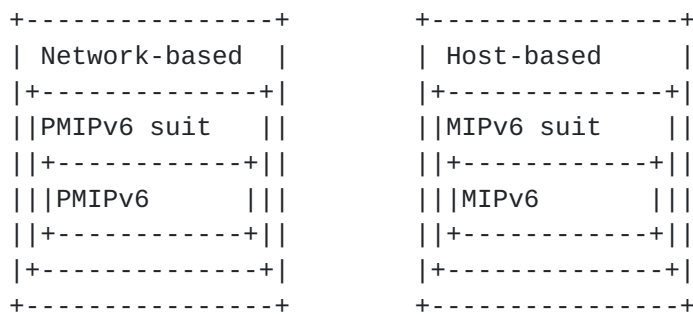 +----------------+        +----------------+
|  Network-based  |        | Host-based      |
|+--------------+|        |+--------------+|
||PMIPv6 suit   ||        ||MIPv6 suit    ||
||+------------+||        ||+------------+||
|||PMIPv6      |||        |||MIPv6       |||
||+------------+||        ||+------------+||
|+--------------+|        |+--------------+|
+----------------+        +----------------+